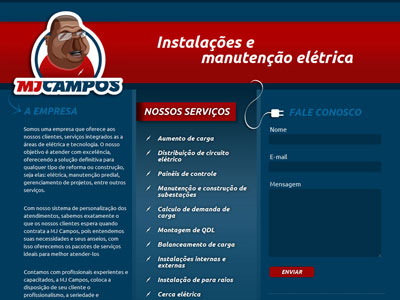 Instalações e
manutenção elétrica
MJCAMPOS
A EMPRESA
Somos uma empresa que oferece aos
nossos clientes, serviços integrados as a
áreas de elétrica e tecnologia. O nosso
objetivo é atender com excelência,
oferecendo a solução definitiva para
qualquer tipo de reforma ou construção,
seja elas: elétrica, manutenção predial,
gerenciamento de projetos, entre outros
serviços.
Com nosso sistema de personalização dos
atendimentos, sabemos exatamente o
que os nossos clientes espera quando
contrata a MJ Campos, pois entendemos
suas necessidades e seus anseios, com
isso oferecemos os pacotes de serviços
ideais para melhor atender-los
Contamos com profissionais experientes e
capacitados, a MJ Campos, coloca a
disposição de seu cliente o
profissionalismo, a seriedade e
NOSSOS SERVIÇOS
Aumento de carga
Distribuição de circuito
elétrico
Painéis de controle
Manutenção e construção de
subestações
Calculo de demanda de
carga
Montagem de QDL
Balanceamento de carga
Instalações internas e
externas
Instalação de para raios
Cerca elétrica
FALE CONOSCO
Nome
E-mail
Mensagem
ENVIAR